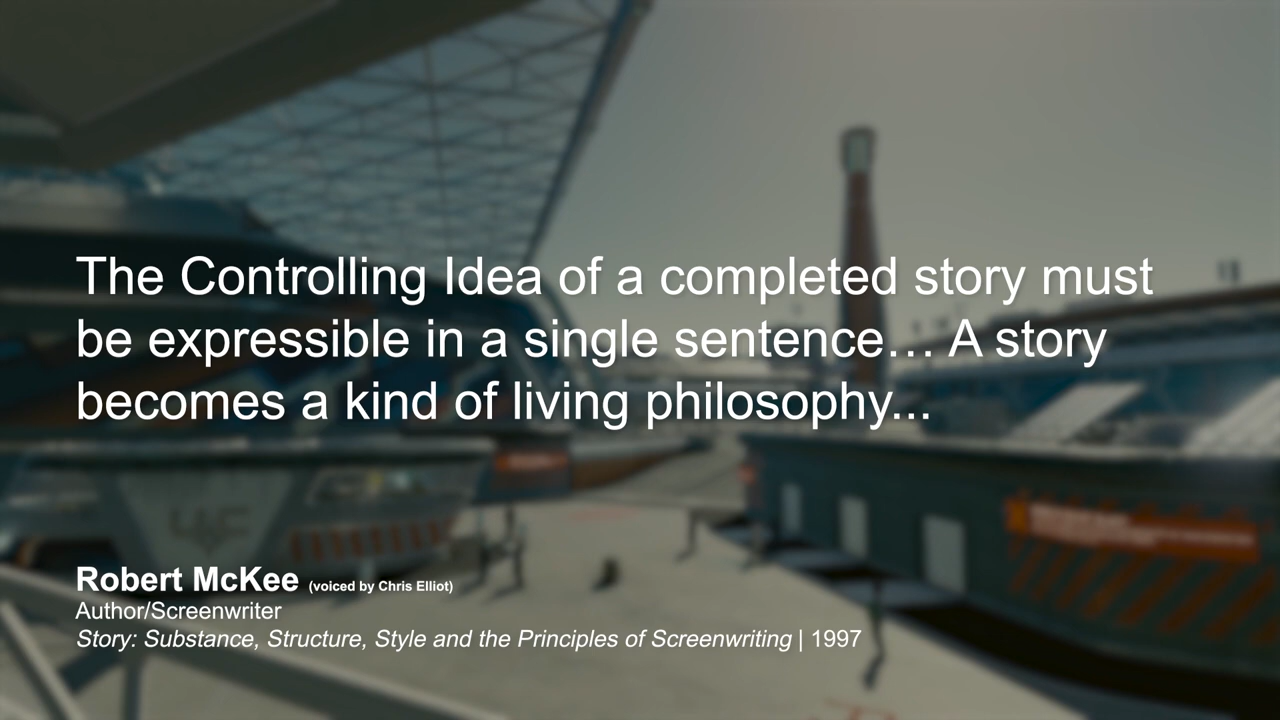 The Controlling Idea of a completed story must
be expressible in a single sentence… A story
becomes a kind of living philosophy...
Robert McKee (voiced by Chris Elliot)
Author/Screenwriter
Story: Substance, Structure, Style and the Principles of Screenwriting | 1997